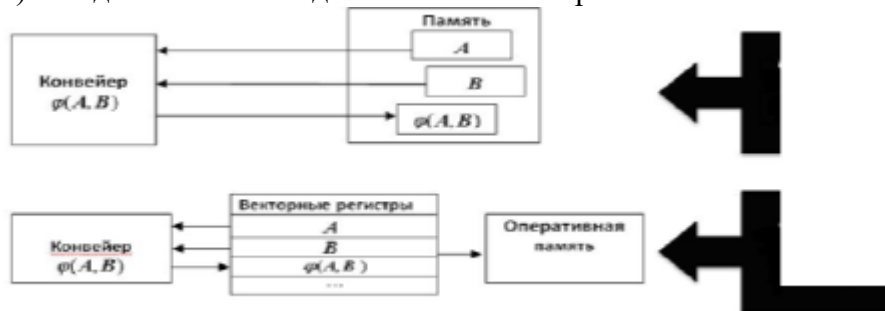 Память
A
Конвейер
φ(A, B)
B
φ(A, B)
Векторные регистры
A
Конвейер
φ(A, B)
B
φ(A, B)
...
Оперативная
память